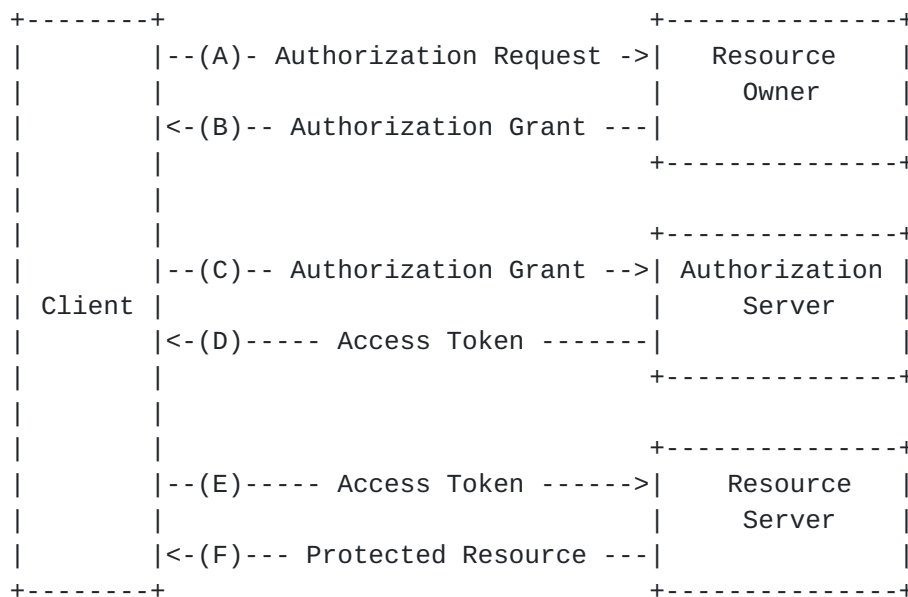 +--------+                               +---------------+
|        |--(A)- Authorization Request ->|   Resource    |
|        |                               |     Owner     |
|        |<-(B)-- Authorization Grant ---|               |
|        |                               +---------------+
|        |
|        |                               +---------------+
|        |--(C)-- Authorization Grant -->| Authorization |
| Client |                               |     Server    |
|        |<-(D)----- Access Token -------|               |
|        |                               +---------------+
|        |
|        |                               +---------------+
|        |--(E)----- Access Token ------>|    Resource   |
|        |                               |     Server    |
|        |<-(F)--- Protected Resource ---|               |
+--------+                               +---------------+